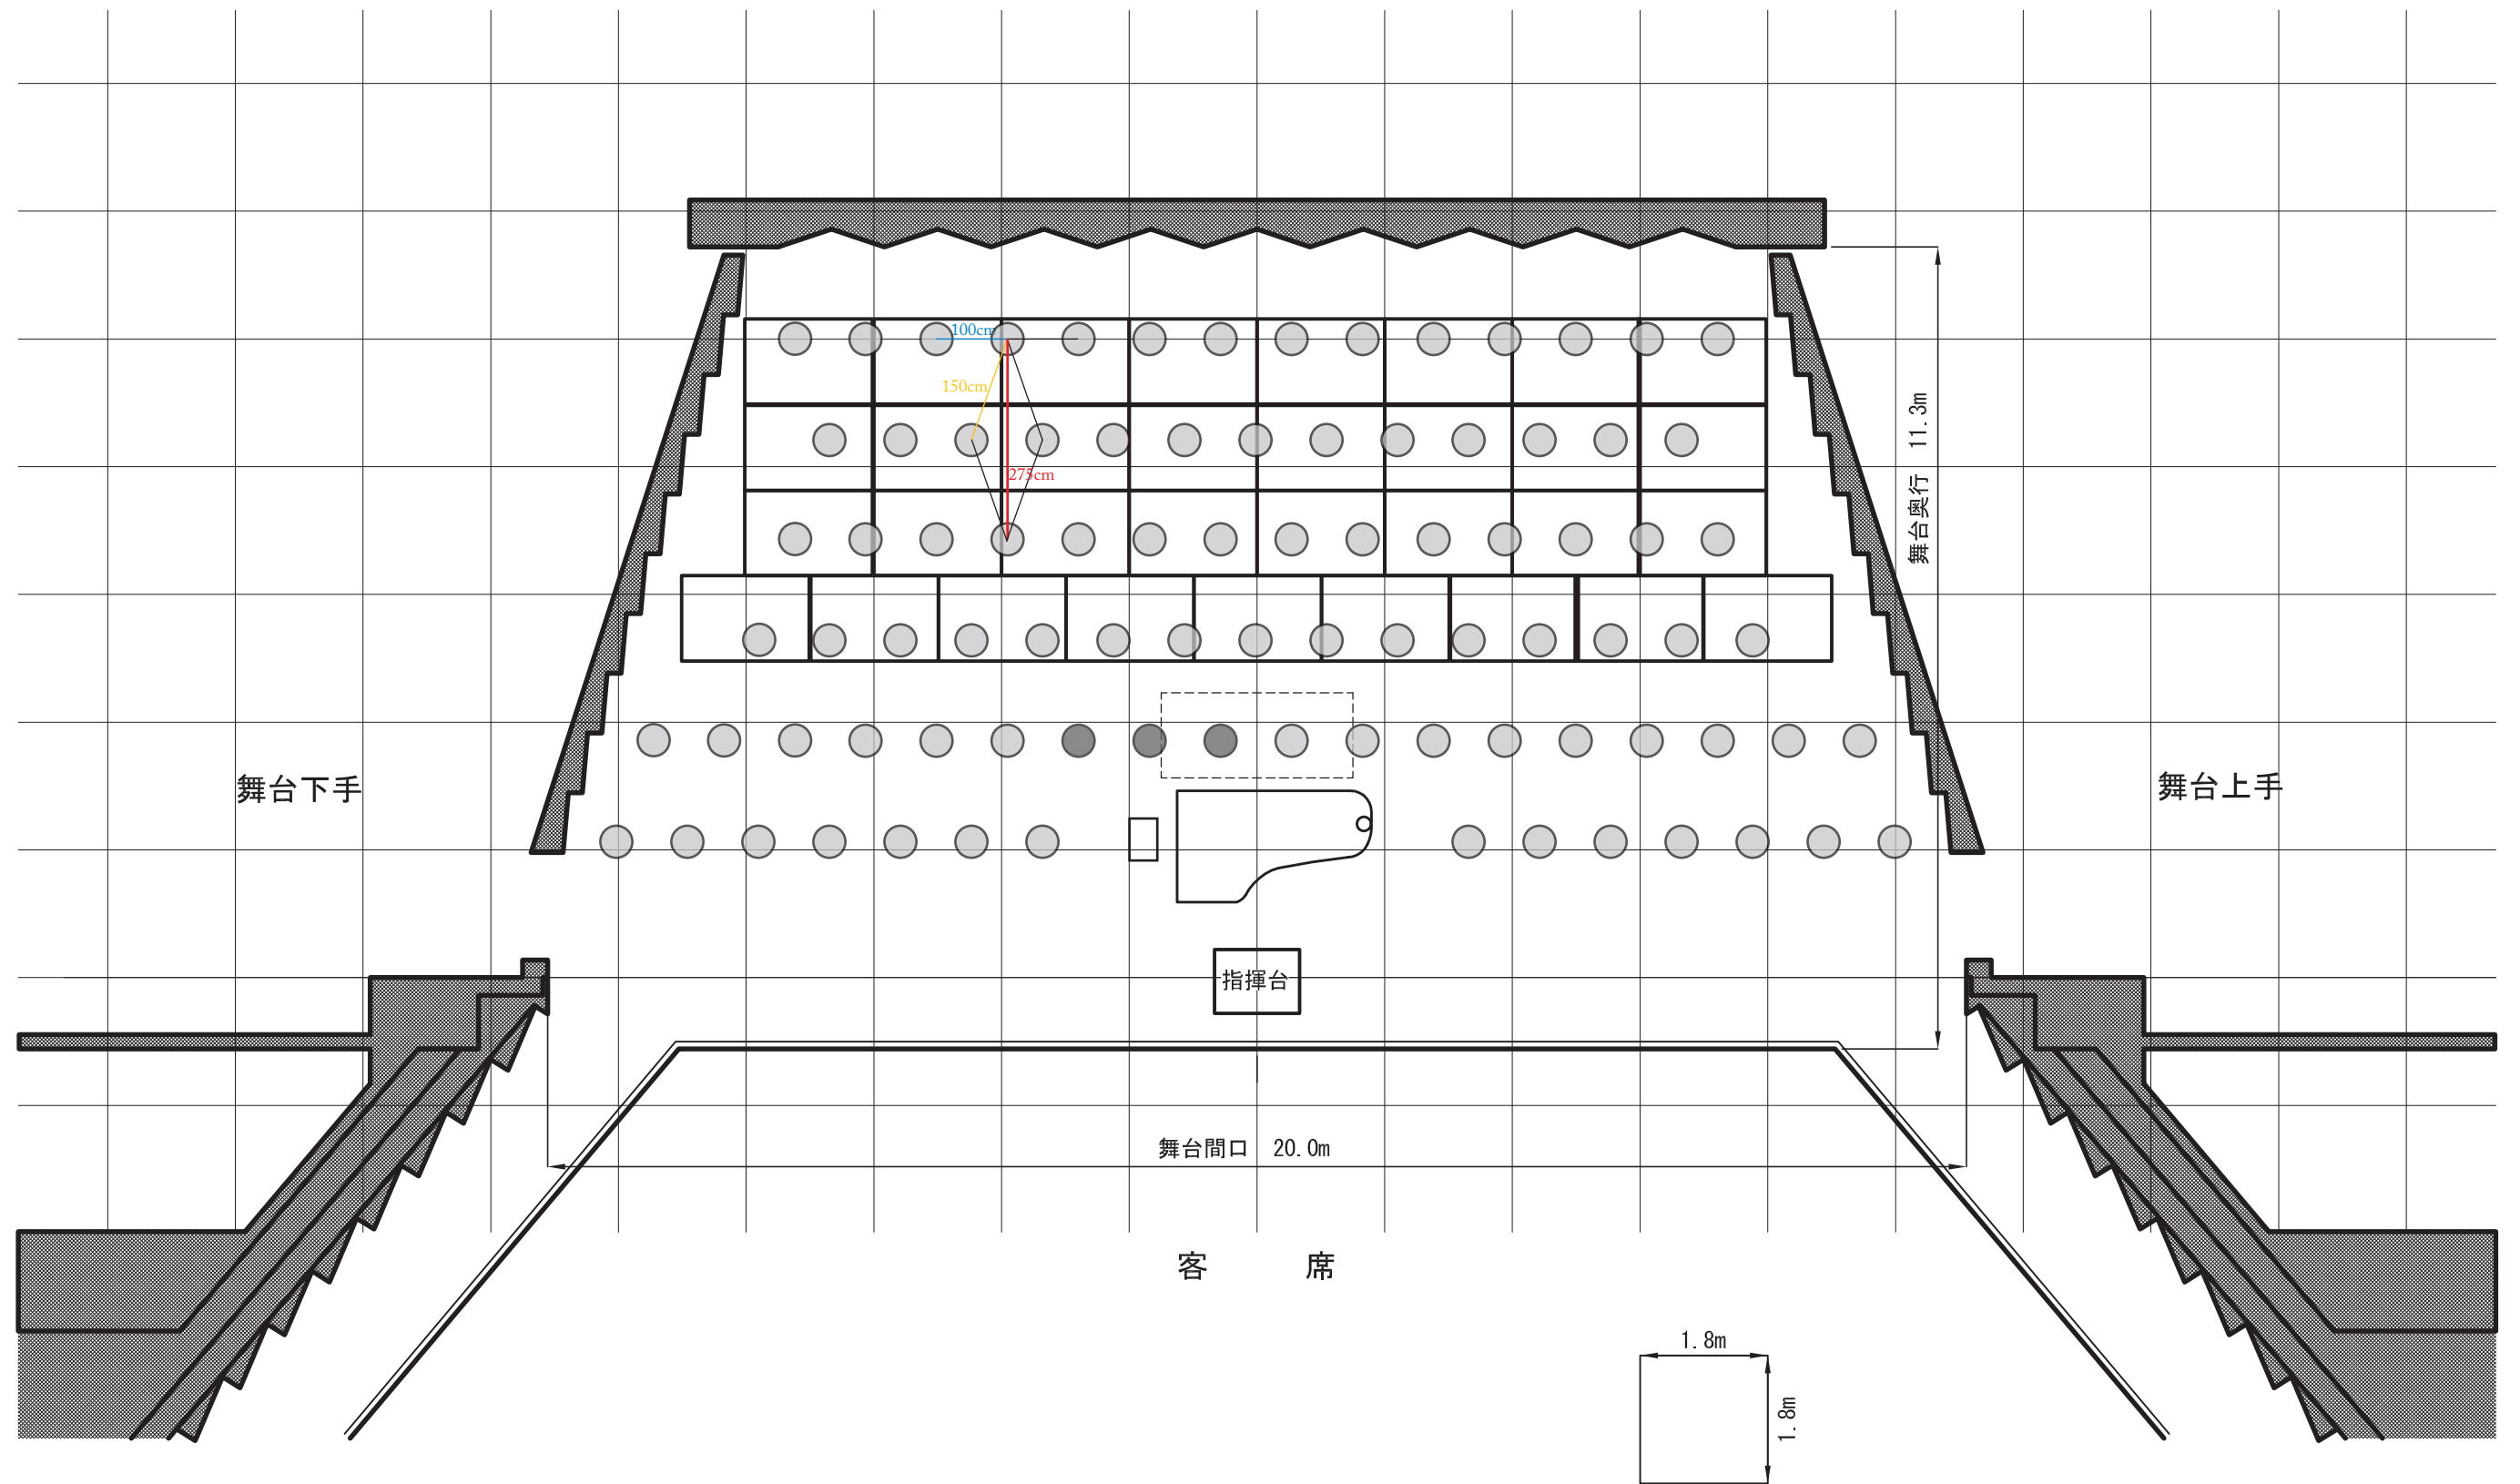 100cm
150cm
275cm
舞台奥行 11.3m
舞台下手
舞台上手
指揮台
舞台間口 20.0m
客 席
1.8m
1.8m